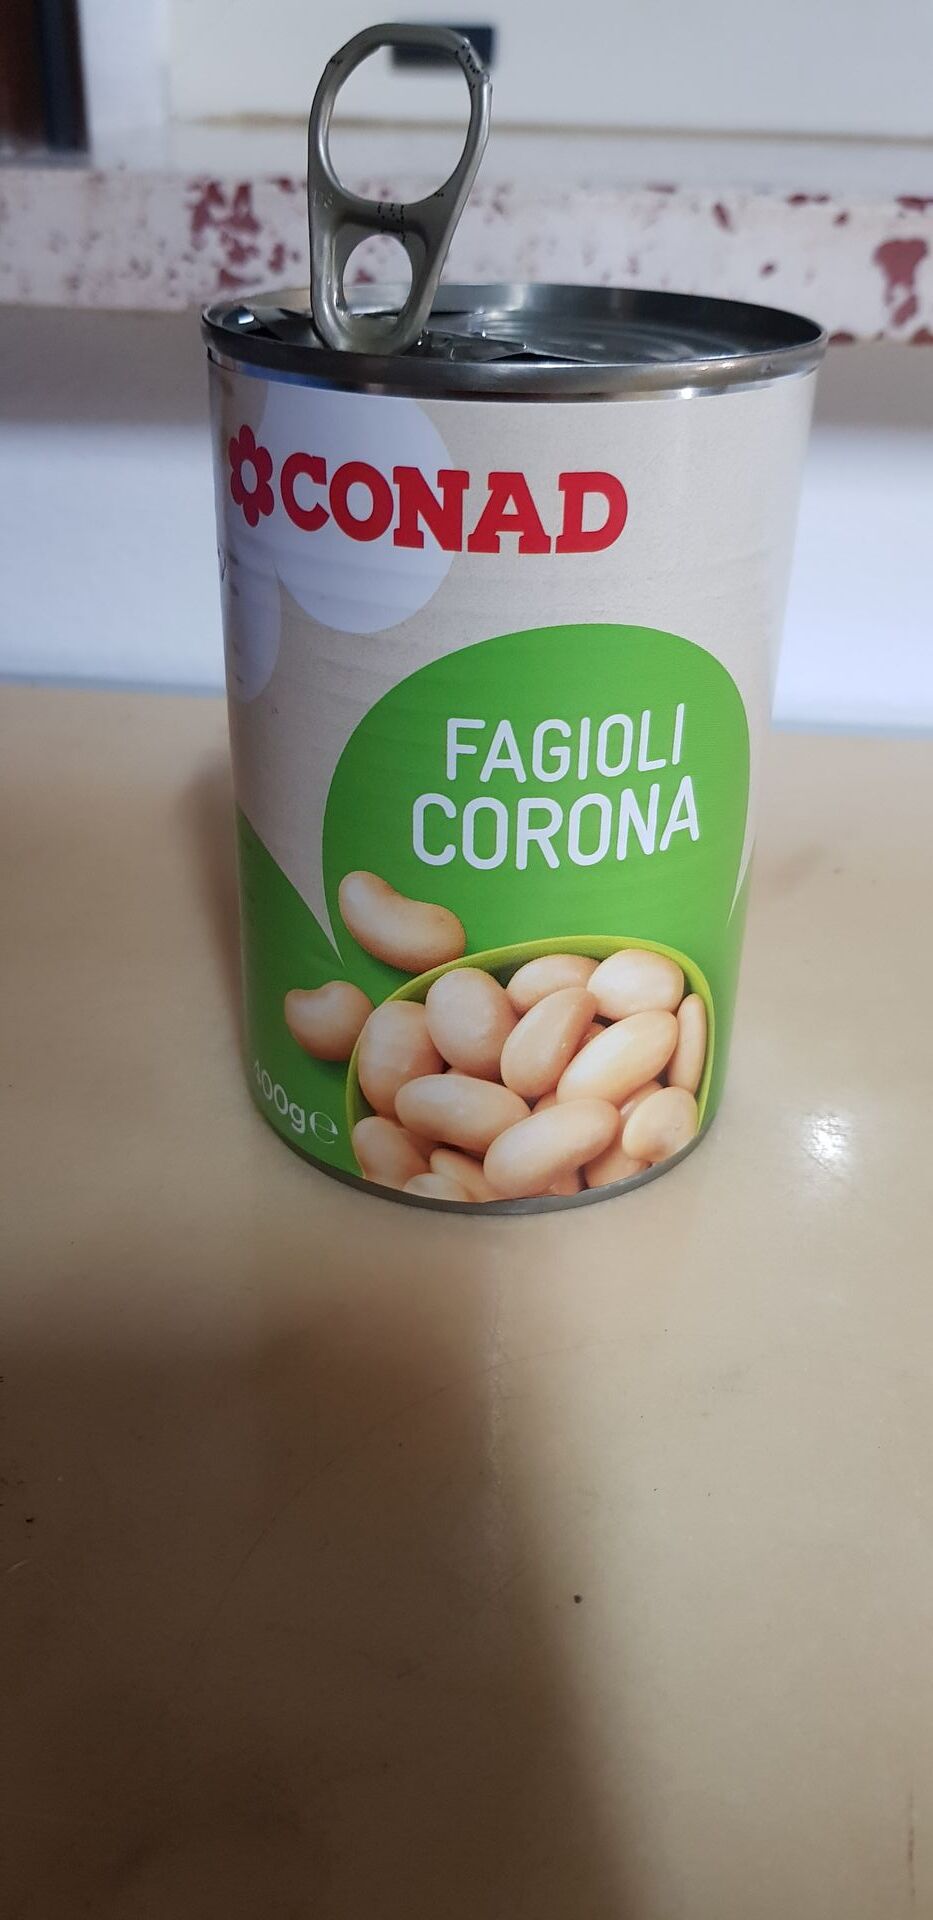 CONAD
FAGIOLI
CORONA
400g e